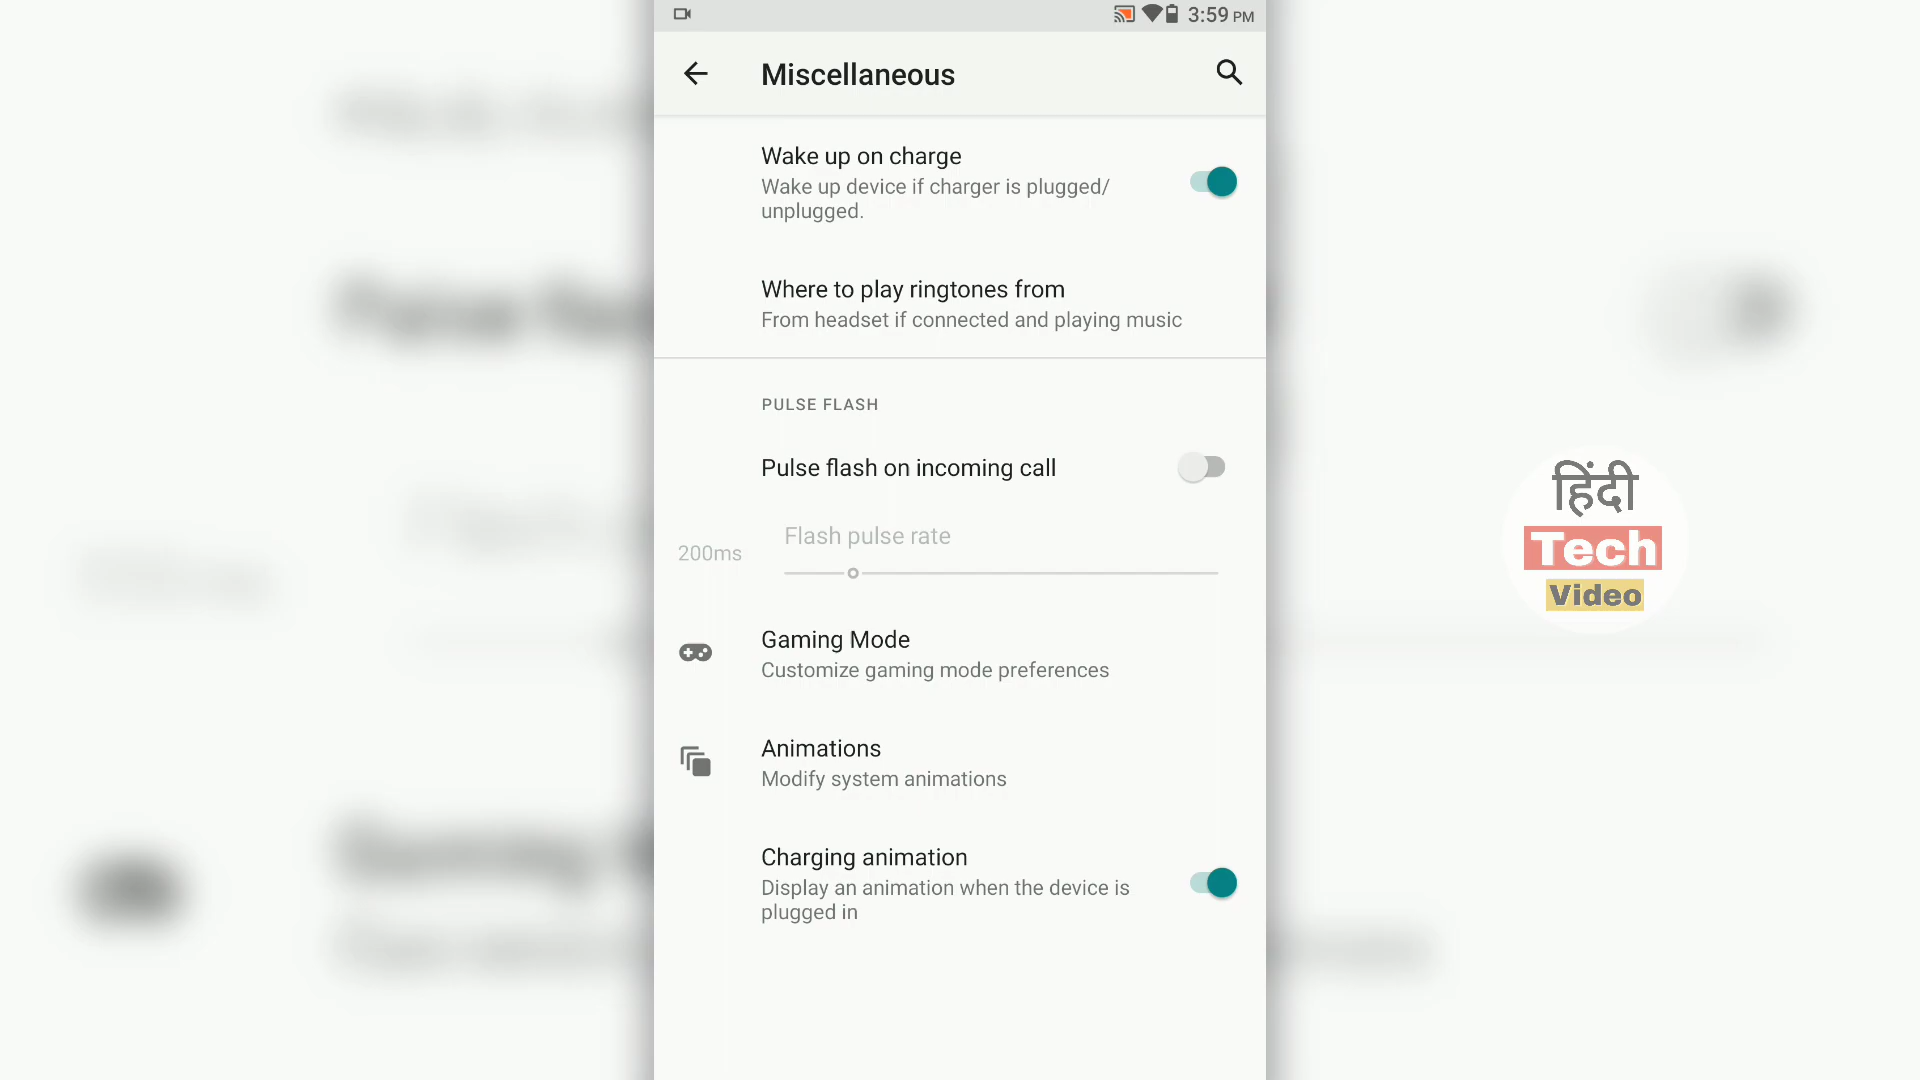 3:59 PM
Miscellaneous
Wake up on charge
Wake up device if charger is plugged/
unplugged.
Where to play ringtones from
From headset if connected and playing music
PULSE FLASH
Pulse flash on incoming call
Flash pulse rate
200ms
Gaming Mode
Customize gaming mode preferences
Animations
Modify system animations
Charging animation
Display an animation when the device is
plugged in
हिंदी
Tech
Video